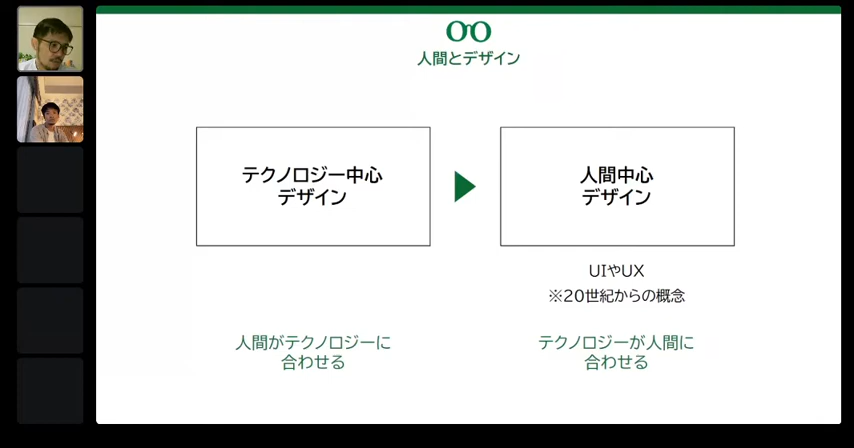 人間とデザイン
テクノロジー中心
デザイン
人間中心
デザイン
UIやUX
※20世紀からの概念
人間がテクノロジーに
合わせる
テクノロジーが人間に
合わせる